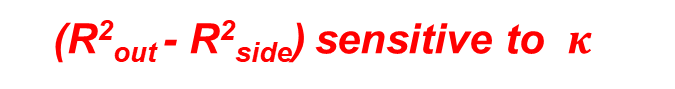 (R²out - R²side) sensitive to κ